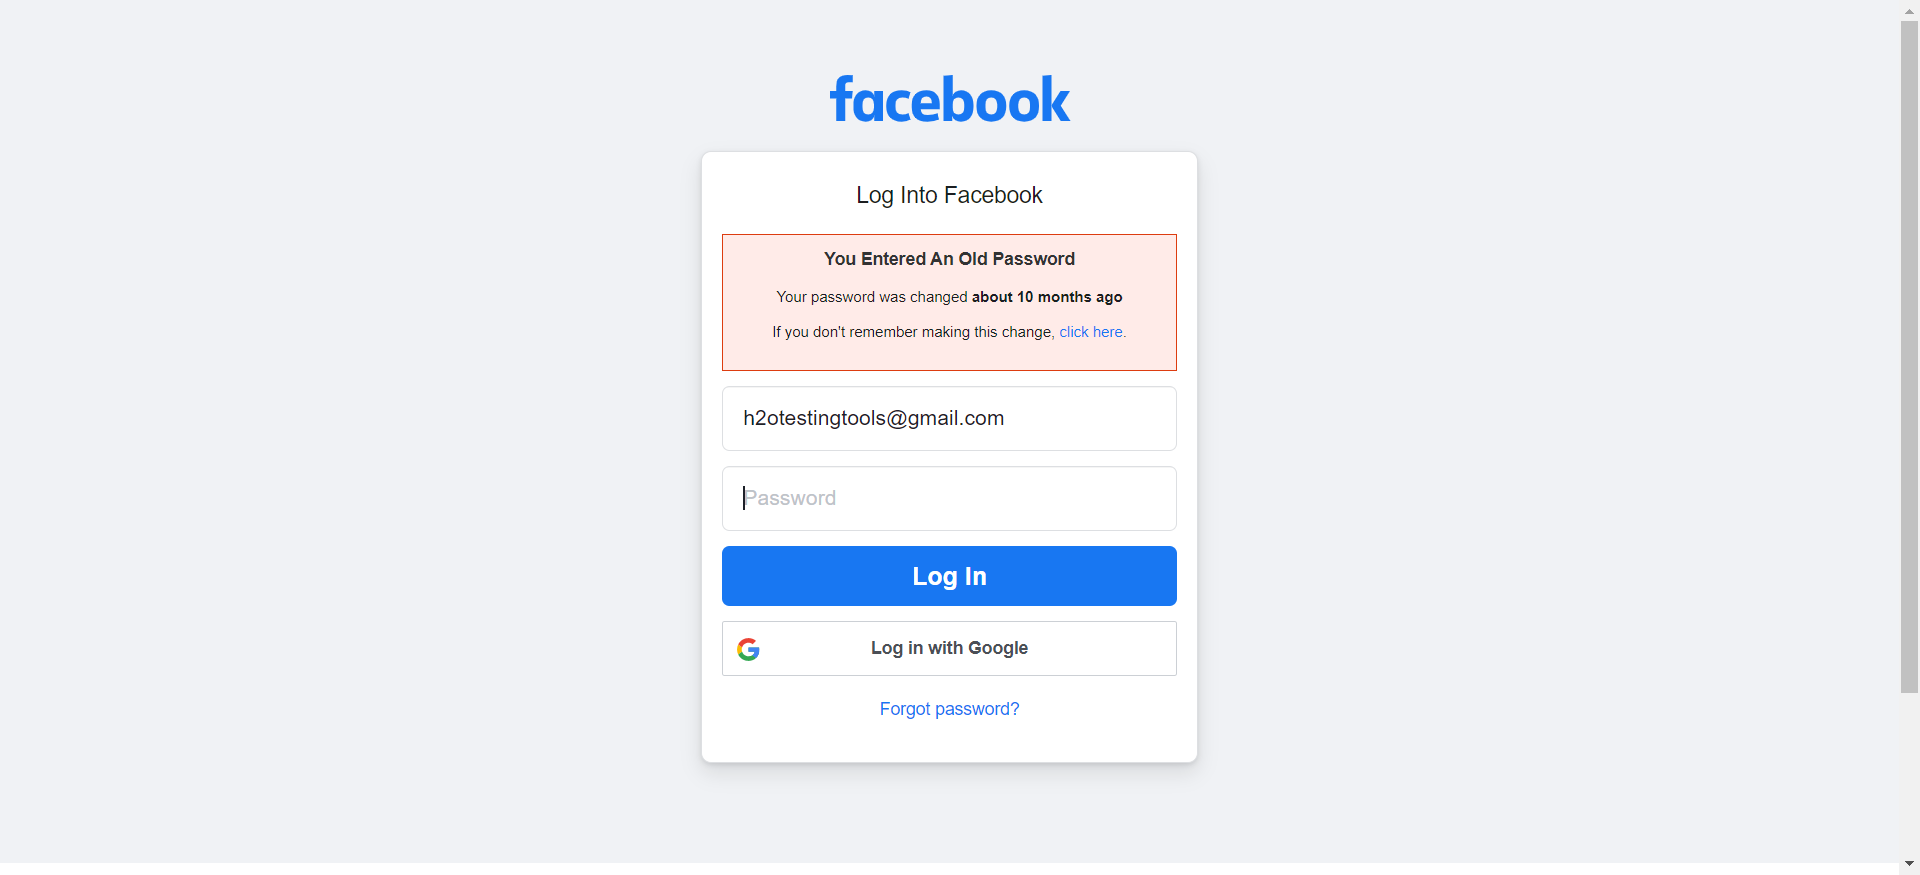 facebook
Log Into Facebook
You Entered An Old Password
Your password was changed about 10 months ago
If you don't remember making this change, click here.
h2otestingtools@gmail.com
Password
Log In
Log in with Google
Forgot password?